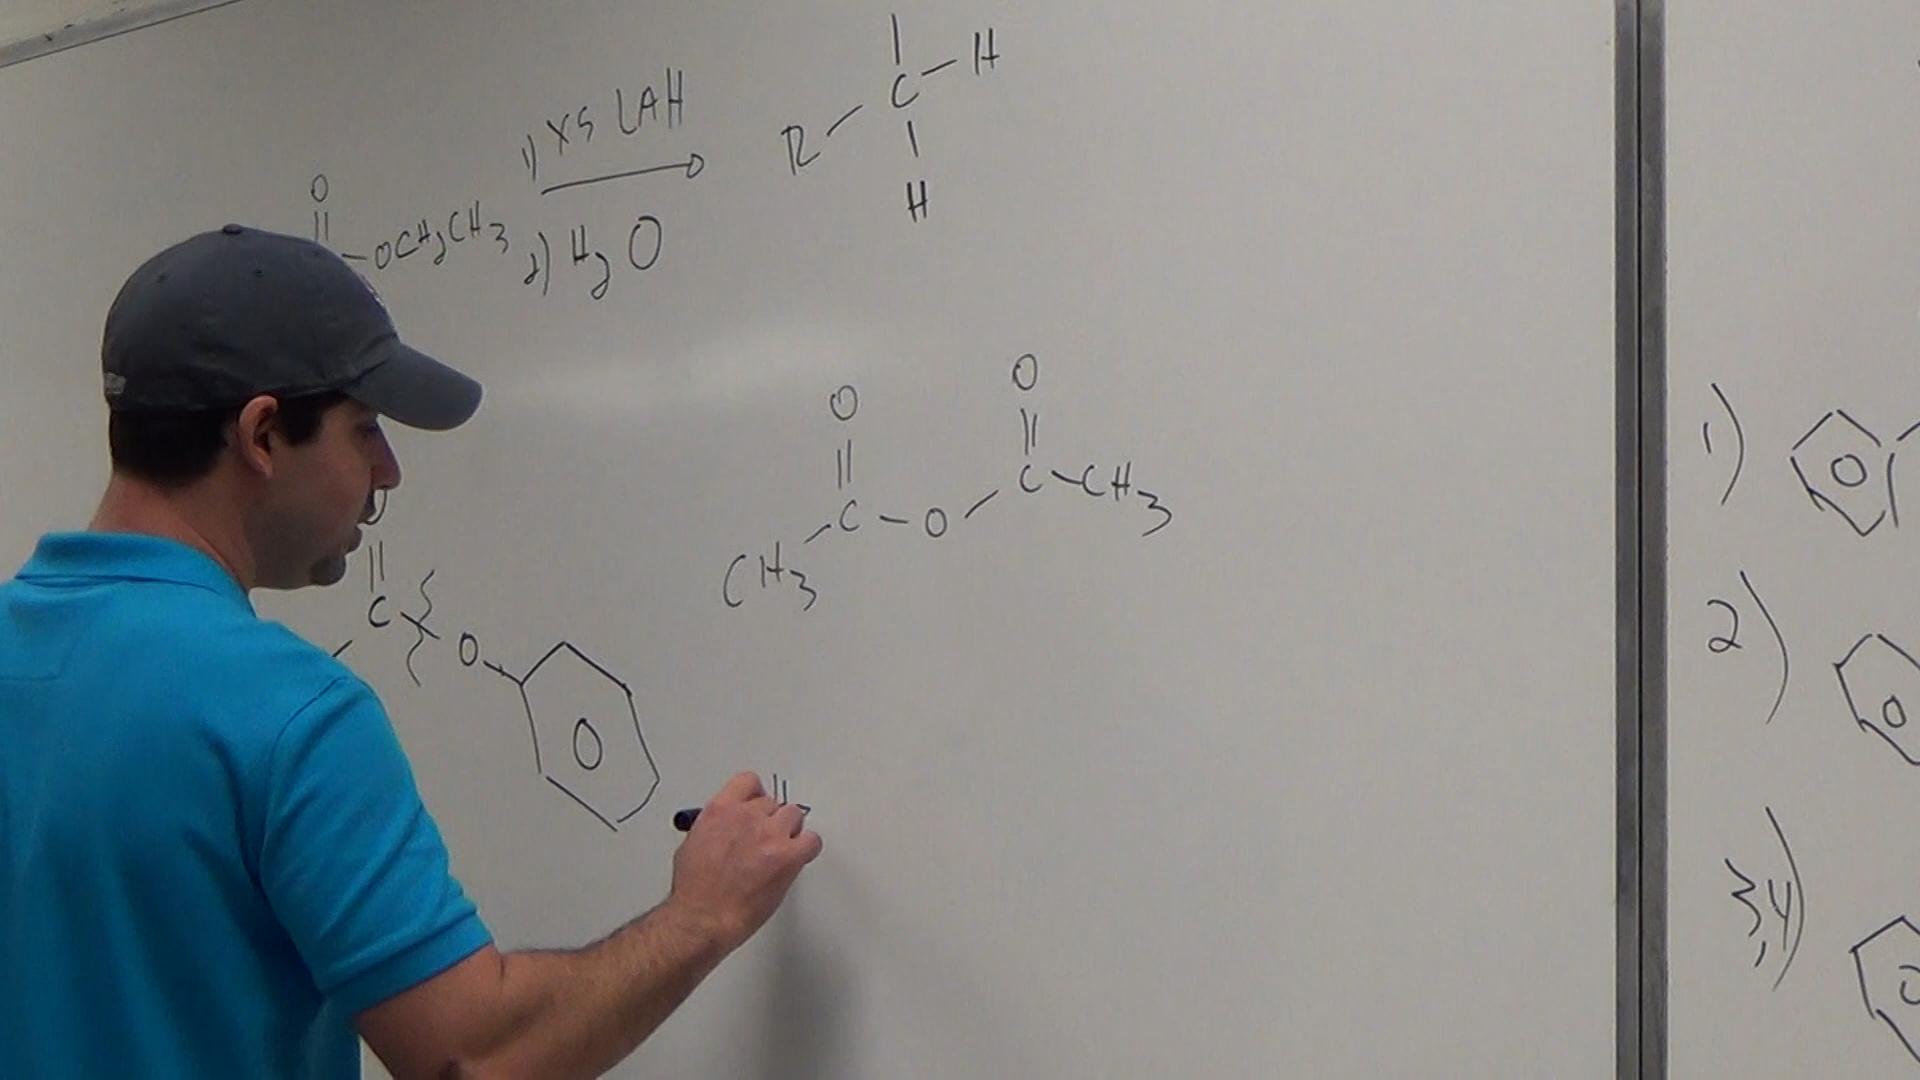 1) XS LAH
O
OCH2CH3
2) H2O
C H
R
H
O O
C O C CH3
CH3
C O
O
1) O
2) O
3,4)